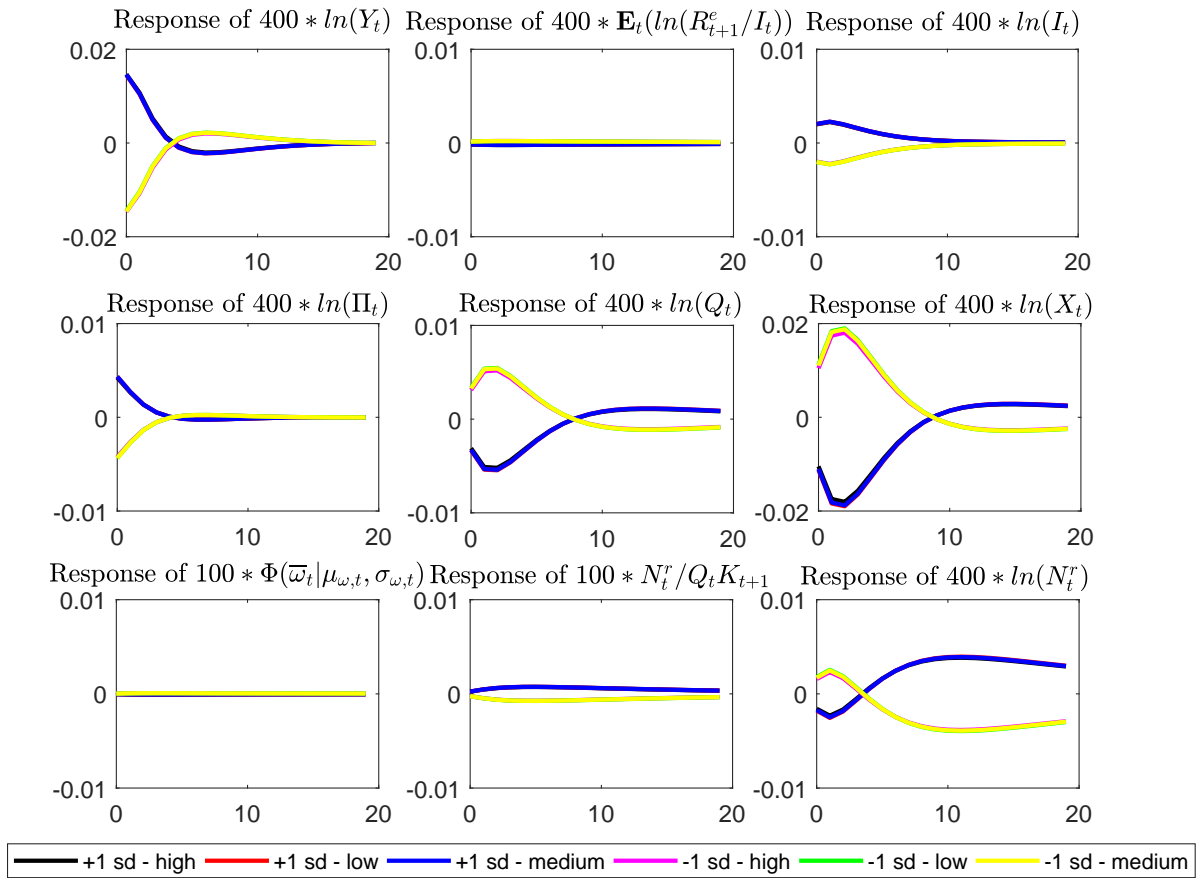 Response of 400 * ln(Y_t)
Response of 400 * E_t(ln(R^e_{t+1}/I_t))
Response of 400 * ln(I_t)
0.02
0
-0.02
0 10 20
0.01
0
-0.01
0 10 20
0.01
0
-0.01
0 10 20
Response of 400 * ln(Π_t)
Response of 400 * ln(Q_t)
Response of 400 * ln(X_t)
0.01
0
-0.01
0 10 20
0.01
0
-0.01
0 10 20
0.02
0
-0.02
0 10 20
Response of 100 * Φ(ω̅_t|μ_{ω,t}, σ_{ω,t})
Response of 100 * N^r_t/Q_tK_{t+1}
Response of 400 * ln(N^r_t)
0.01
0
-0.01
0 10 20
0.01
0
-0.01
0 10 20
0.01
0
-0.01
0 10 20
+1 sd - high +1 sd - low +1 sd - medium -1 sd - high -1 sd - low -1 sd - medium